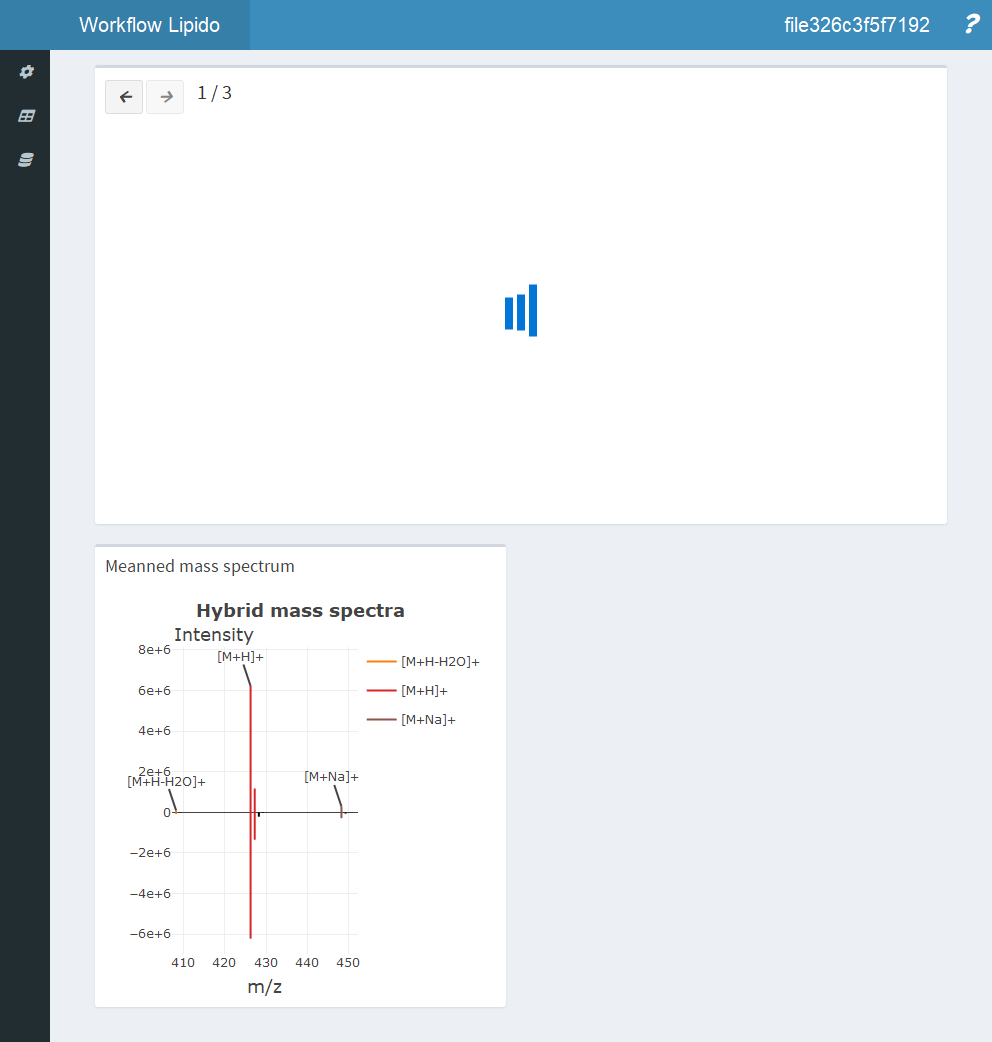 Workflow Lipido
file326c3f5f7192
?
1 / 3
Meanned mass spectrum
Hybrid mass spectra
Intensity
8e+6
6e+6
4e+6
2e+6
0
−2e+6
−4e+6
−6e+6
[M+H]+
[M+H-H2O]+
[M+Na]+
[M+H-H2O]+
[M+H]+
[M+Na]+
410 420 430 440 450
m/z